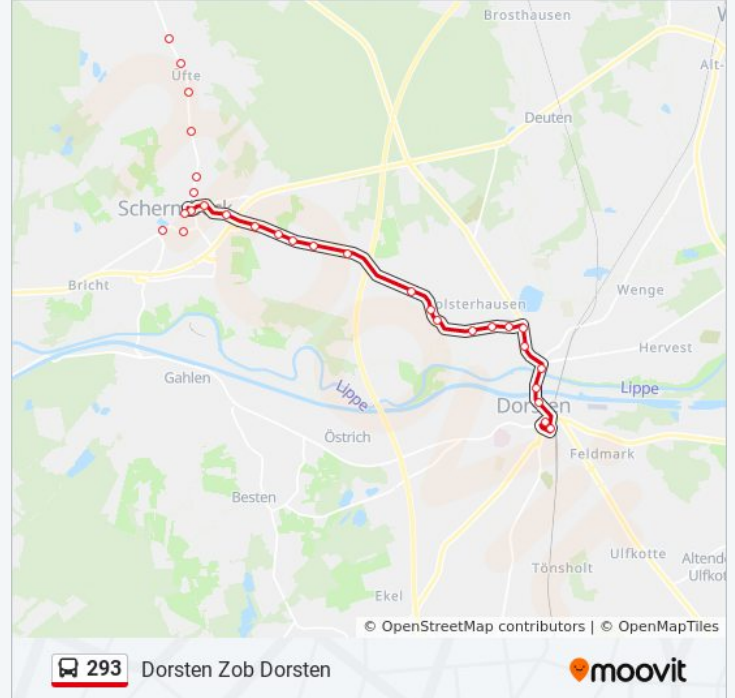 Brosthausen
Alt-
Üfte
Deuten
Bricht
olsterhausen
Wenge
Hervest
Gahlen
Lippe
Lippe
Dorsten
Östrich
Feldmark
Besten
Ulfkotte
Tönsholt
Altend
Ulfkot
Ekel
© OpenStreetMap contributors | © OpenMapTiles
293 Dorsten Zob Dorsten
moovit